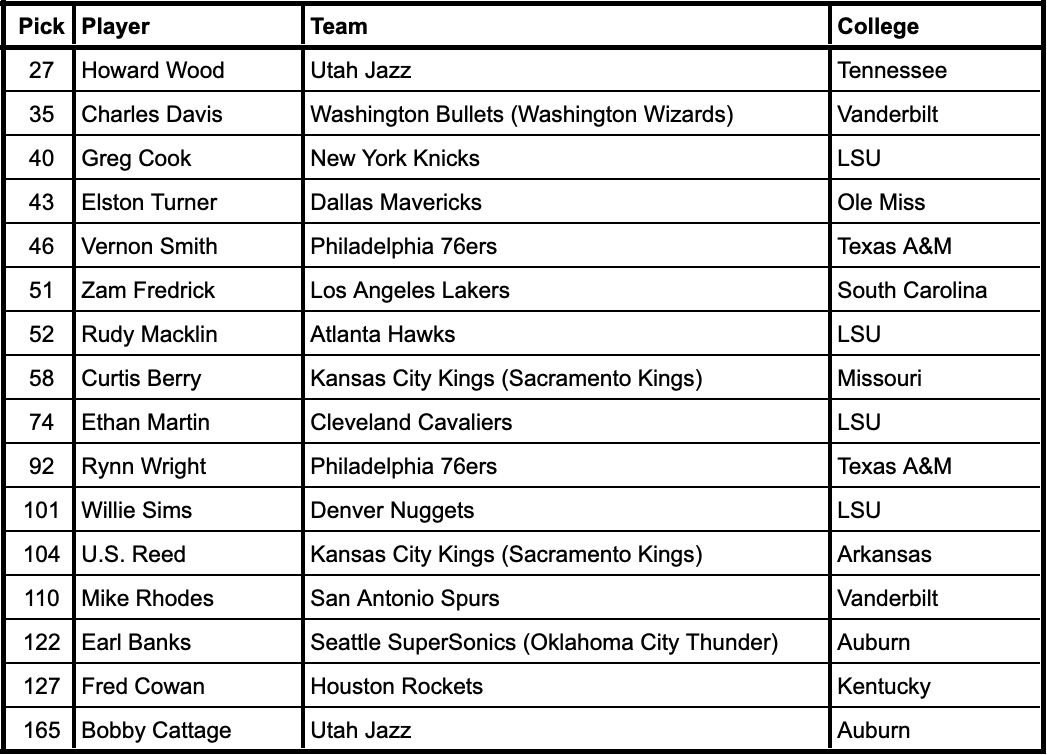 Pick Player Team College
27 Howard Wood Utah Jazz Tennessee
35 Charles Davis Washington Bullets (Washington Wizards) Vanderbilt
40 Greg Cook New York Knicks LSU
43 Elston Turner Dallas Mavericks Ole Miss
46 Vernon Smith Philadelphia 76ers Texas A&M
51 Zam Fredrick Los Angeles Lakers South Carolina
52 Rudy Macklin Atlanta Hawks LSU
58 Curtis Berry Kansas City Kings (Sacramento Kings) Missouri
74 Ethan Martin Cleveland Cavaliers LSU
92 Rynn Wright Philadelphia 76ers Texas A&M
101 Willie Sims Denver Nuggets LSU
104 U.S. Reed Kansas City Kings (Sacramento Kings) Arkansas
110 Mike Rhodes San Antonio Spurs Vanderbilt
122 Earl Banks Seattle SuperSonics (Oklahoma City Thunder) Auburn
127 Fred Cowan Houston Rockets Kentucky
165 Bobby Cattage Utah Jazz Auburn